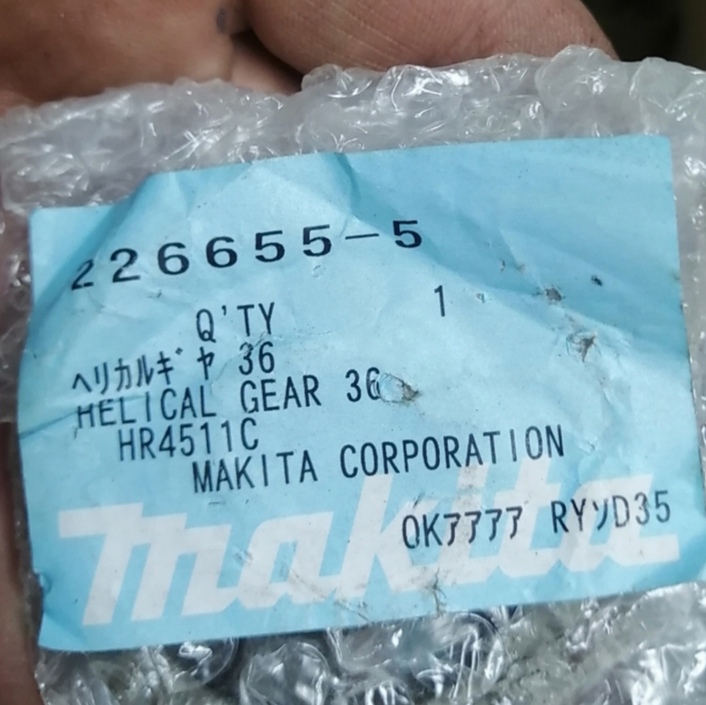 226655-5
Q'TY 1
ヘリカルギヤ 36
HELICAL GEAR 36
HR4511C
MAKITA CORPORATION
OKアアアア RYソD35
makita